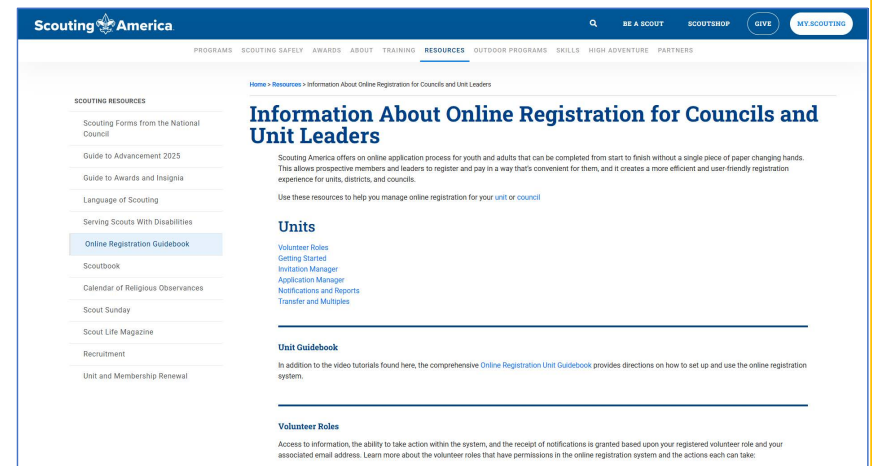 Scouting America
BE A SCOUT SCOUTSHOP GIVE MY.SCOUTING
PROGRAMS SCOUTING SAFELY AWARDS ABOUT TRAINING RESOURCES OUTDOOR PROGRAMS SKILLS HIGH ADVENTURE PARTNERS
Home > Resources > Information About Online Registration for Councils and Unit Leaders
SCOUTING RESOURCES
Scouting Forms from the National
Council
Guide to Advancement 2025
Guide to Awards and Insignia
Language of Scouting
Serving Scouts With Disabilities
Online Registration Guidebook
Scoutbook
Calendar of Religious Observances
Scout Sunday
Scout Life Magazine
Recruitment
Unit and Membership Renewal
Information About Online Registration for Councils and
Unit Leaders
Scouting America offers on online application process for youth and adults that can be completed from start to finish without a single piece of paper changing hands.
This allows prospective members and leaders to register and pay in a way that's convenient for them, and it creates a more efficient and user-friendly registration
experience for units, districts, and councils.
Use these resources to help you manage online registration for your unit or council
Units
Volunteer Roles
Getting Started
Invitation Manager
Application Manager
Notifications and Reports
Transfer and Multiples
Unit Guidebook
In addition to the video tutorials found here, the comprehensive Online Registration Unit Guidebook provides directions on how to set up and use the online registration
system.
Volunteer Roles
Access to information, the ability to take action within the system, and the receipt of notifications is granted based upon your registered volunteer role and your
associated email address. Learn more about the volunteer roles that have permissions in the online registration system and the actions each can take: